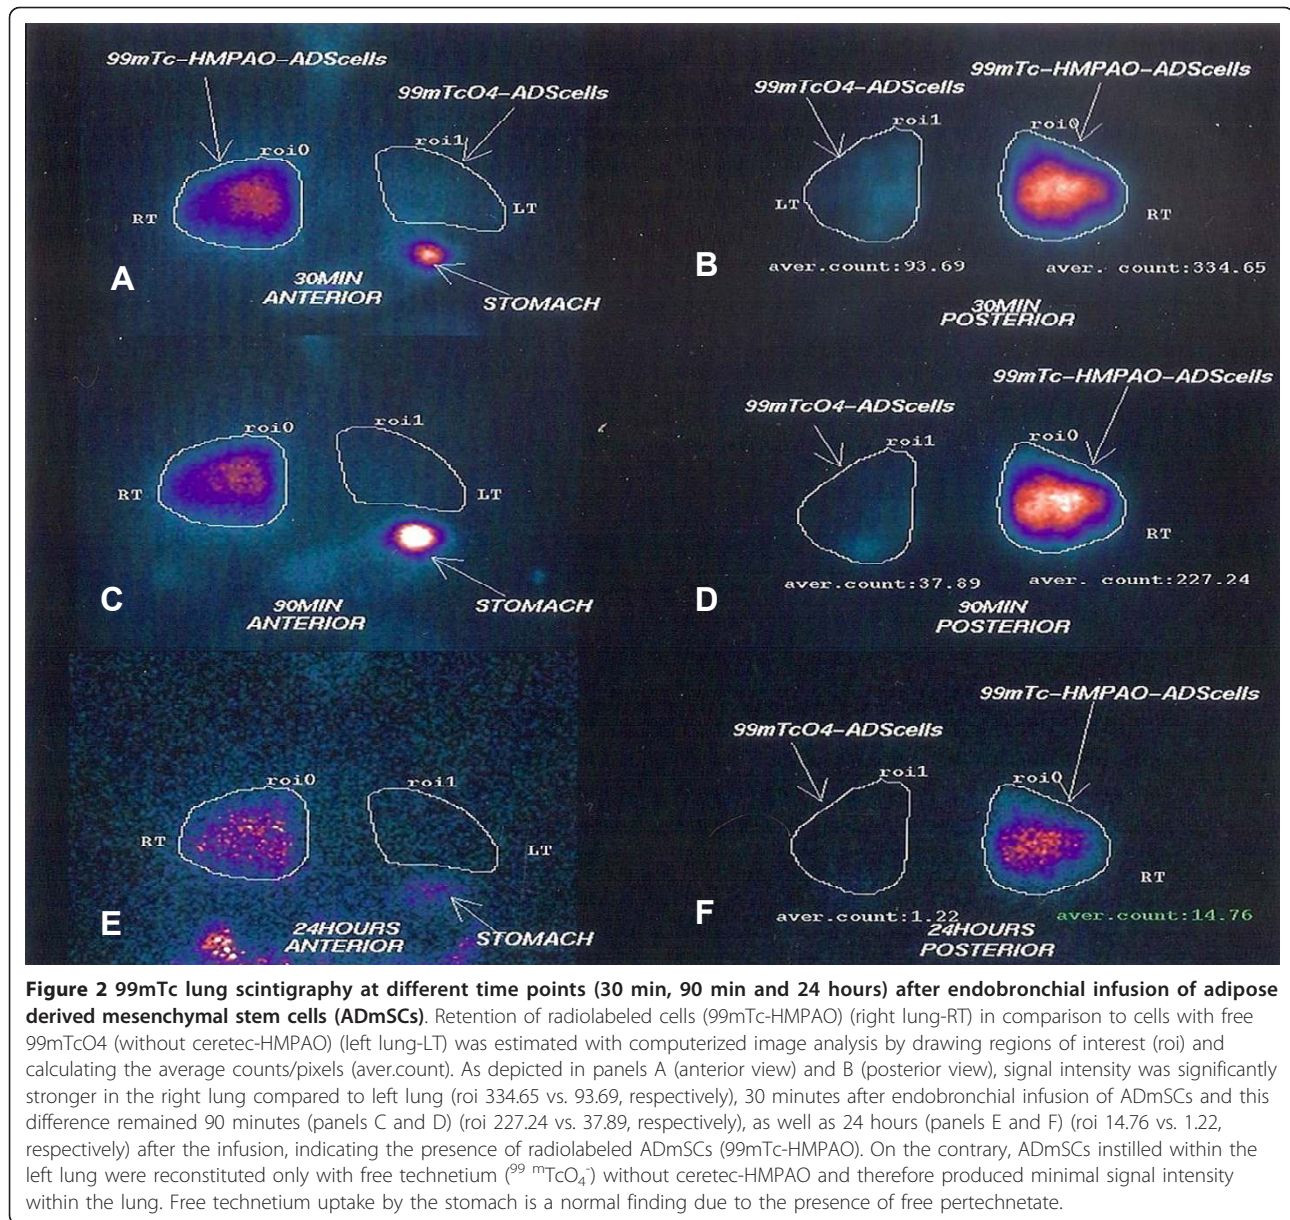 99mTc-HMPAO-ADScells
99mTcO4-ADScells
roi0
roi1
RT
LT
A
30MIN
ANTERIOR
STOMACH
99mTcO4-ADScells
99mTc-HMPAO-ADScells
roi1
roi0
LT
RT
B
aver.count:93.69
aver. count:334.65
30MIN
POSTERIOR
roi0
roi1
RT
LT
C
90MIN
ANTERIOR
STOMACH
99mTc-HMPAO-ADScells
99mTcO4-ADScells
roi1
roi0
RT
D
aver.count:37.89
aver. count:227.24
90MIN
POSTERIOR
roi0
roi1
RT
LT
E
24HOURS
ANTERIOR
STOMACH
99mTc-HMPAO-ADScells
99mTcO4-ADScells
roi1
roi0
RT
F
aver.count:1.22
aver.count:14.76
24HOURS
POSTERIOR
Figure 2 99mTc lung scintigraphy at different time points (30 min, 90 min and 24 hours) after endobronchial infusion of adipose
derived mesenchymal stem cells (ADmSCs). Retention of radiolabeled cells (99mTc-HMPAO) (right lung-RT) in comparison to cells with free
99mTcO4 (without ceretec-HMPAO) (left lung-LT) was estimated with computerized image analysis by drawing regions of interest (roi) and
calculating the average counts/pixels (aver.count). As depicted in panels A (anterior view) and B (posterior view), signal intensity was significantly
stronger in the right lung compared to left lung (roi 334.65 vs. 93.69, respectively), 30 minutes after endobronchial infusion of ADmSCs and this
difference remained 90 minutes (panels C and D) (roi 227.24 vs. 37.89, respectively), as well as 24 hours (panels E and F) (roi 14.76 vs. 1.22,
respectively) after the infusion, indicating the presence of radiolabeled ADmSCs (99mTc-HMPAO). On the contrary, ADmSCs instilled within the
left lung were reconstituted only with free technetium (⁹⁹ ᵐTcO₄⁻) without ceretec-HMPAO and therefore produced minimal signal intensity
within the lung. Free technetium uptake by the stomach is a normal finding due to the presence of free pertechnetate.